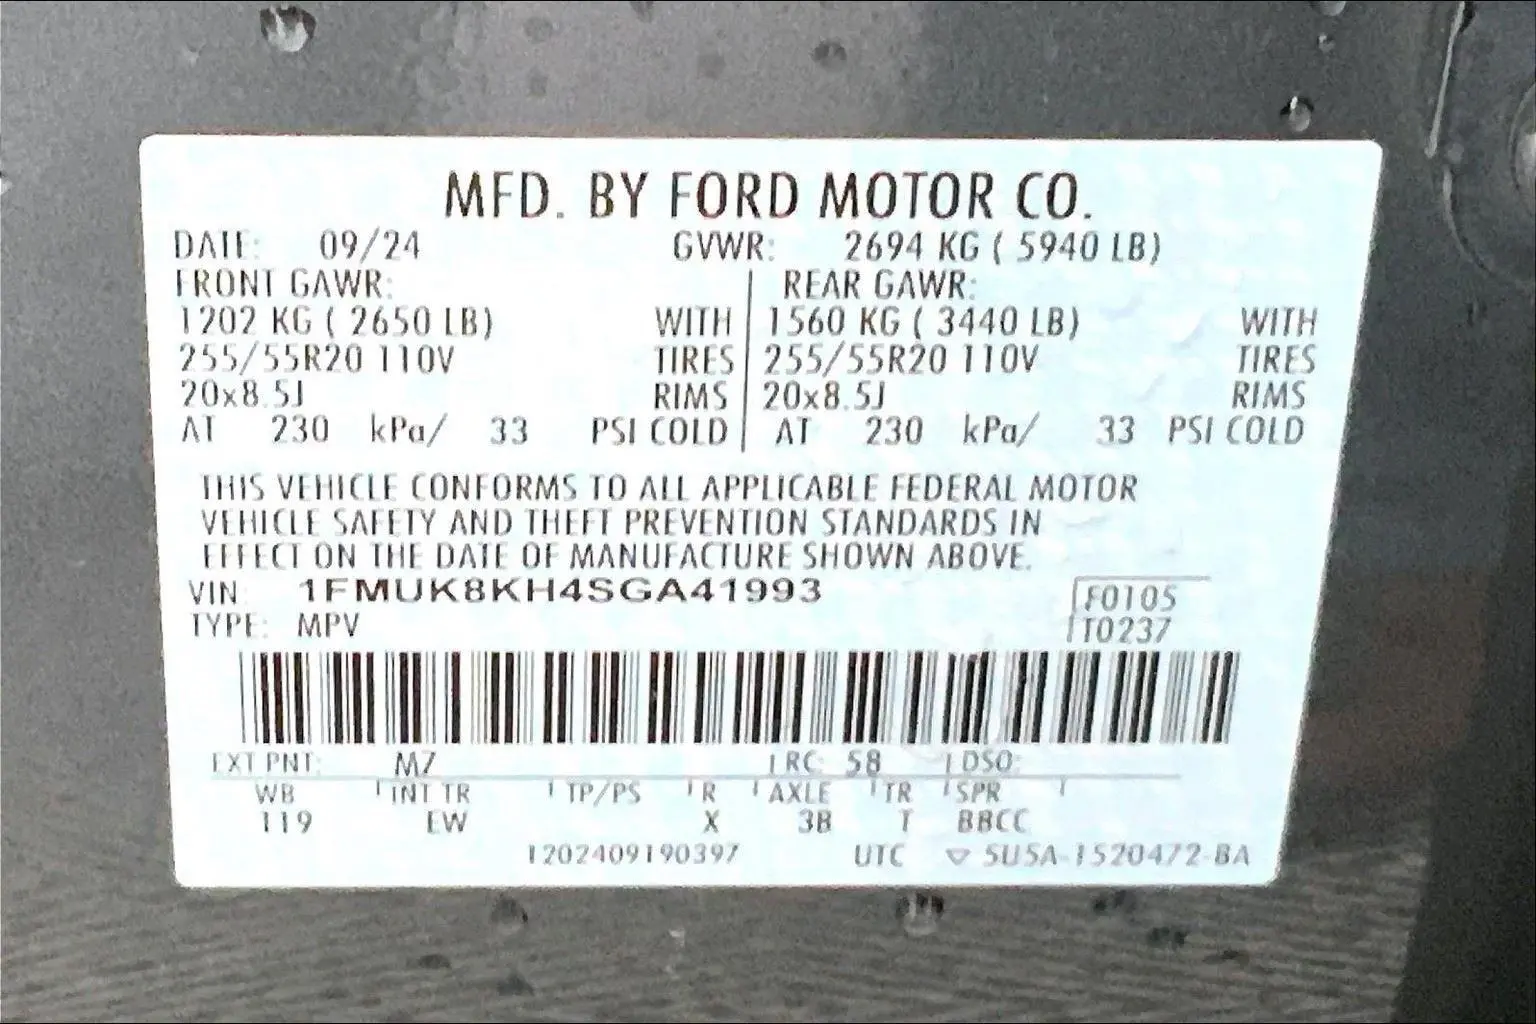 MFD. BY FORD MOTOR CO.
DATE: 09/24 GVWR: 2694 KG ( 5940 LB)
FRONT GAWR: REAR GAWR:
1202 KG ( 2650 LB) WITH 1560 KG ( 3440 LB) WITH
255/55R20 110V TIRES 255/55R20 110V TIRES
20x8.5J RIMS 20x8.5J RIMS
AT 230 kPa/ 33 PSI COLD AT 230 kPa/ 33 PSI COLD
THIS VEHICLE CONFORMS TO ALL APPLICABLE FEDERAL MOTOR
VEHICLE SAFETY AND THEFT PREVENTION STANDARDS IN
EFFECT ON THE DATE OF MANUFACTURE SHOWN ABOVE.
VIN: 1FMUK8KH4SGA41993 F0105
TYPE: MPV T0237
EXT PNT: M7 RC: 58 DSO:
WB INT TR TP/PS R AXLE TR SPR
119 EW X 3B T BBCC
1202409190397 UTC ▽ 5U5A-1520472-BA